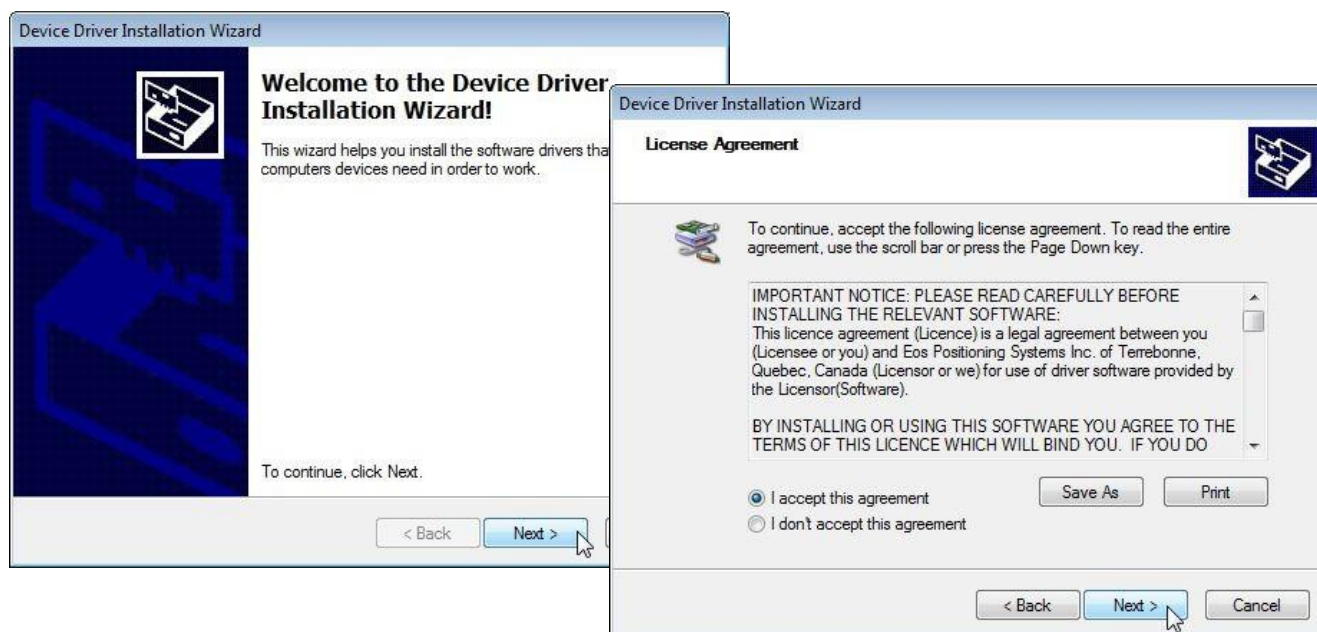 Device Driver Installation Wizard
Welcome to the Device Driver
Installation Wizard!
This wizard helps you install the software drivers tha
computers devices need in order to work.
To continue, click Next.
< Back
Next >
Device Driver Installation Wizard
License Agreement
To continue, accept the following license agreement. To read the entire
agreement, use the scroll bar or press the Page Down key.
IMPORTANT NOTICE: PLEASE READ CAREFULLY BEFORE
INSTALLING THE RELEVANT SOFTWARE:
This licence agreement (Licence) is a legal agreement between you
(Licensee or you) and Eos Positioning Systems Inc. of Terrebonne,
Quebec, Canada (Licensor or we) for use of driver software provided by
the Licensor(Software).
BY INSTALLING OR USING THIS SOFTWARE YOU AGREE TO THE
TERMS OF THIS LICENCE WHICH WILL BIND YOU. IF YOU DO
I accept this agreement
Save As
Print
I don't accept this agreement
< Back
Next >
Cancel